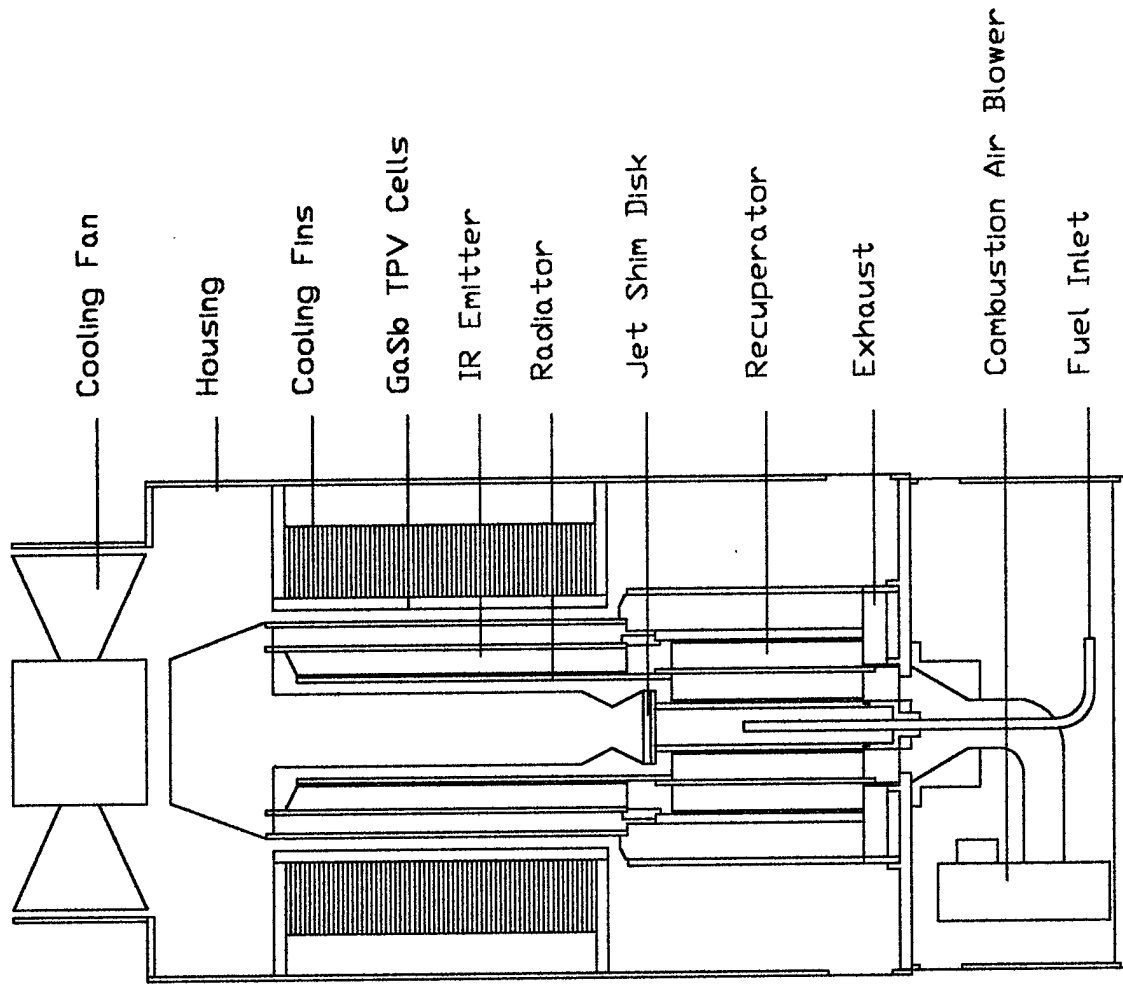 Cooling Fan
Housing
Cooling Fins
GaSb TPV Cells
IR Emitter
Radiator
Jet Shim Disk
Recuperator
Exhaust
Combustion Air Blower
Fuel Inlet